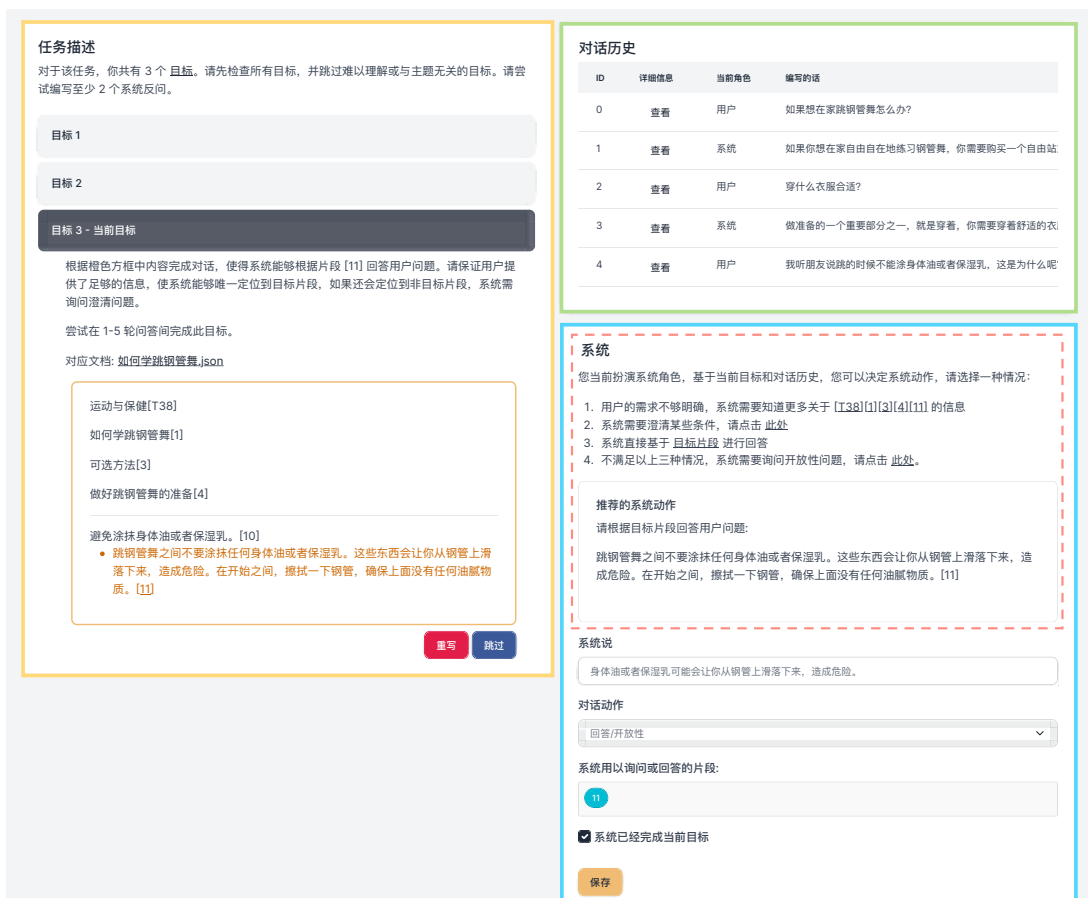 任务描述
对于该任务，你共有 3 个 目标。请先检查所有目标，并跳过难以理解或与主题无关的目标。请尝
试编写至少 2 个系统反问。
目标 1
目标 2
目标 3 - 当前目标
根据橙色方框中内容完成对话，使得系统能够根据片段 [11] 回答用户问题。请保证用户提
供了足够的信息，使系统能够唯一定位到目标片段，如果还会定位到非目标片段，系统需
询问澄清问题。
尝试在 1-5 轮问答间完成此目标。
对应文档: 如何学跳钢管舞.json
运动与保健[T38]
如何学跳钢管舞[1]
可选方法[3]
做好跳钢管舞的准备[4]
避免涂抹身体油或者保湿乳。[10]
跳钢管舞之间不要涂抹任何身体油或者保湿乳。这些东西会让你从钢管上滑
落下来，造成危险。在开始之间，擦拭一下钢管，确保上面没有任何油腻物
质。[11]
重写 跳过
对话历史
ID 详细信息 当前角色 编写的话
0 查看 用户 如果想在家跳钢管舞怎么办?
1 查看 系统 如果你想在家自由自在地练习钢管舞，你需要购买一个自由站
2 查看 用户 穿什么衣服合适?
3 查看 系统 做准备的一个重要部分之一，就是穿着，你需要穿着舒适的衣
4 查看 用户 我听朋友说跳的时候不能涂身体油或者保湿乳，这是为什么呢
系统
您当前扮演系统角色，基于当前目标和对话历史，您可以决定系统动作，请选择一种情况：
1. 用户的需求不够明确，系统需要知道更多关于 [T38][1][3][4][11] 的信息
2. 系统需要澄清某些条件，请点击 此处
3. 系统直接基于 目标片段 进行回答
4. 不满足以上三种情况，系统需要询问开放性问题，请点击 此处。
推荐的系统动作
请根据目标片段回答用户问题:
跳钢管舞之间不要涂抹任何身体油或者保湿乳。这些东西会让你从钢管上滑落下来，造
成危险。在开始之间，擦拭一下钢管，确保上面没有任何油腻物质。[11]
系统说
身体油或者保湿乳可能会让你从钢管上滑落下来，造成危险。
对话动作
回答/开放性
系统用以询问或回答的片段:
11
系统已经完成当前目标
保存